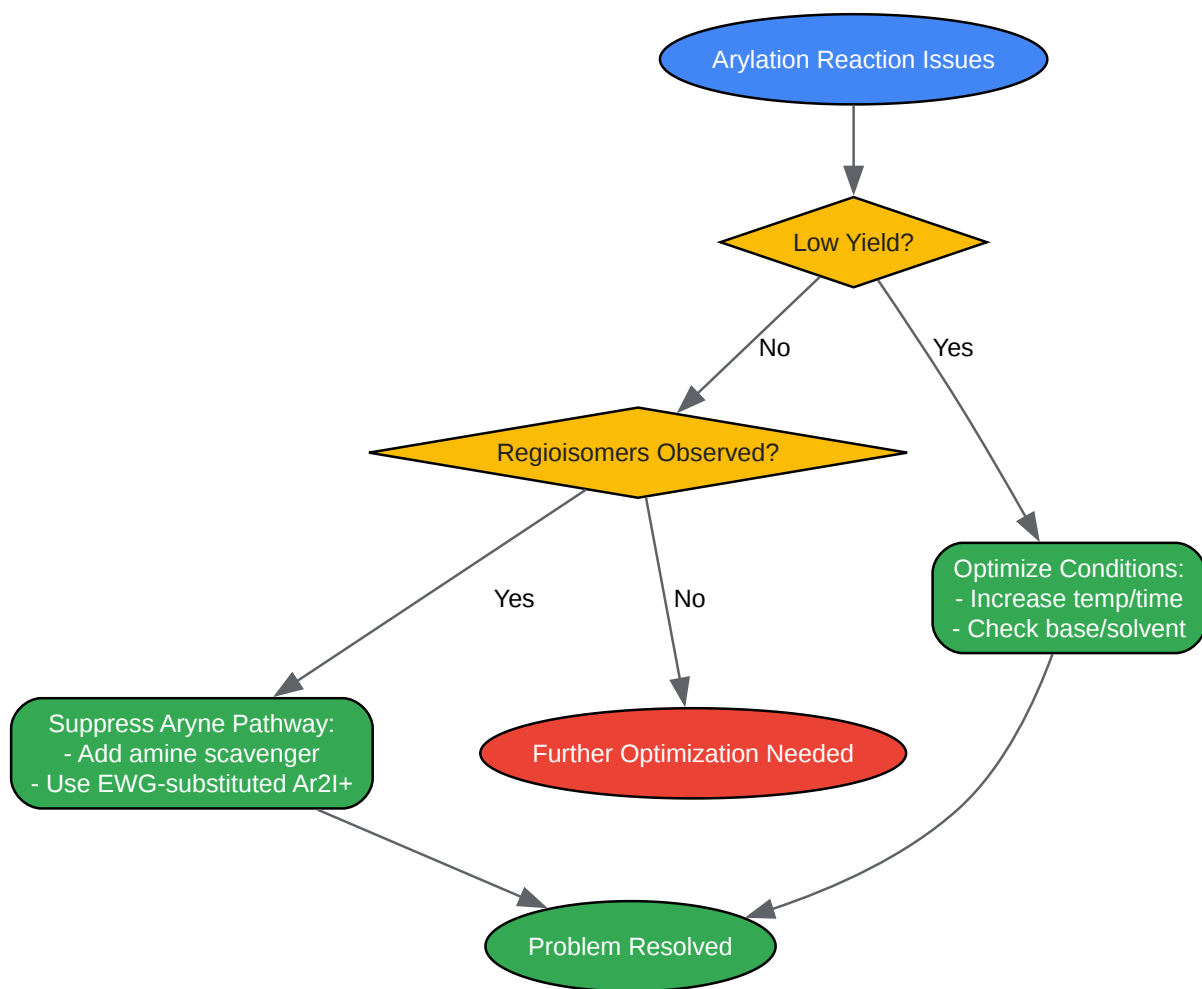 Arylation Reaction Issues
Low Yield?
No
Yes
Regioisomers Observed?
Optimize Conditions:
- Increase temp/time
- Check base/solvent
Yes
No
Suppress Aryne Pathway:
- Add amine scavenger
- Use EWG-substituted Ar2I+
Further Optimization Needed
Problem Resolved